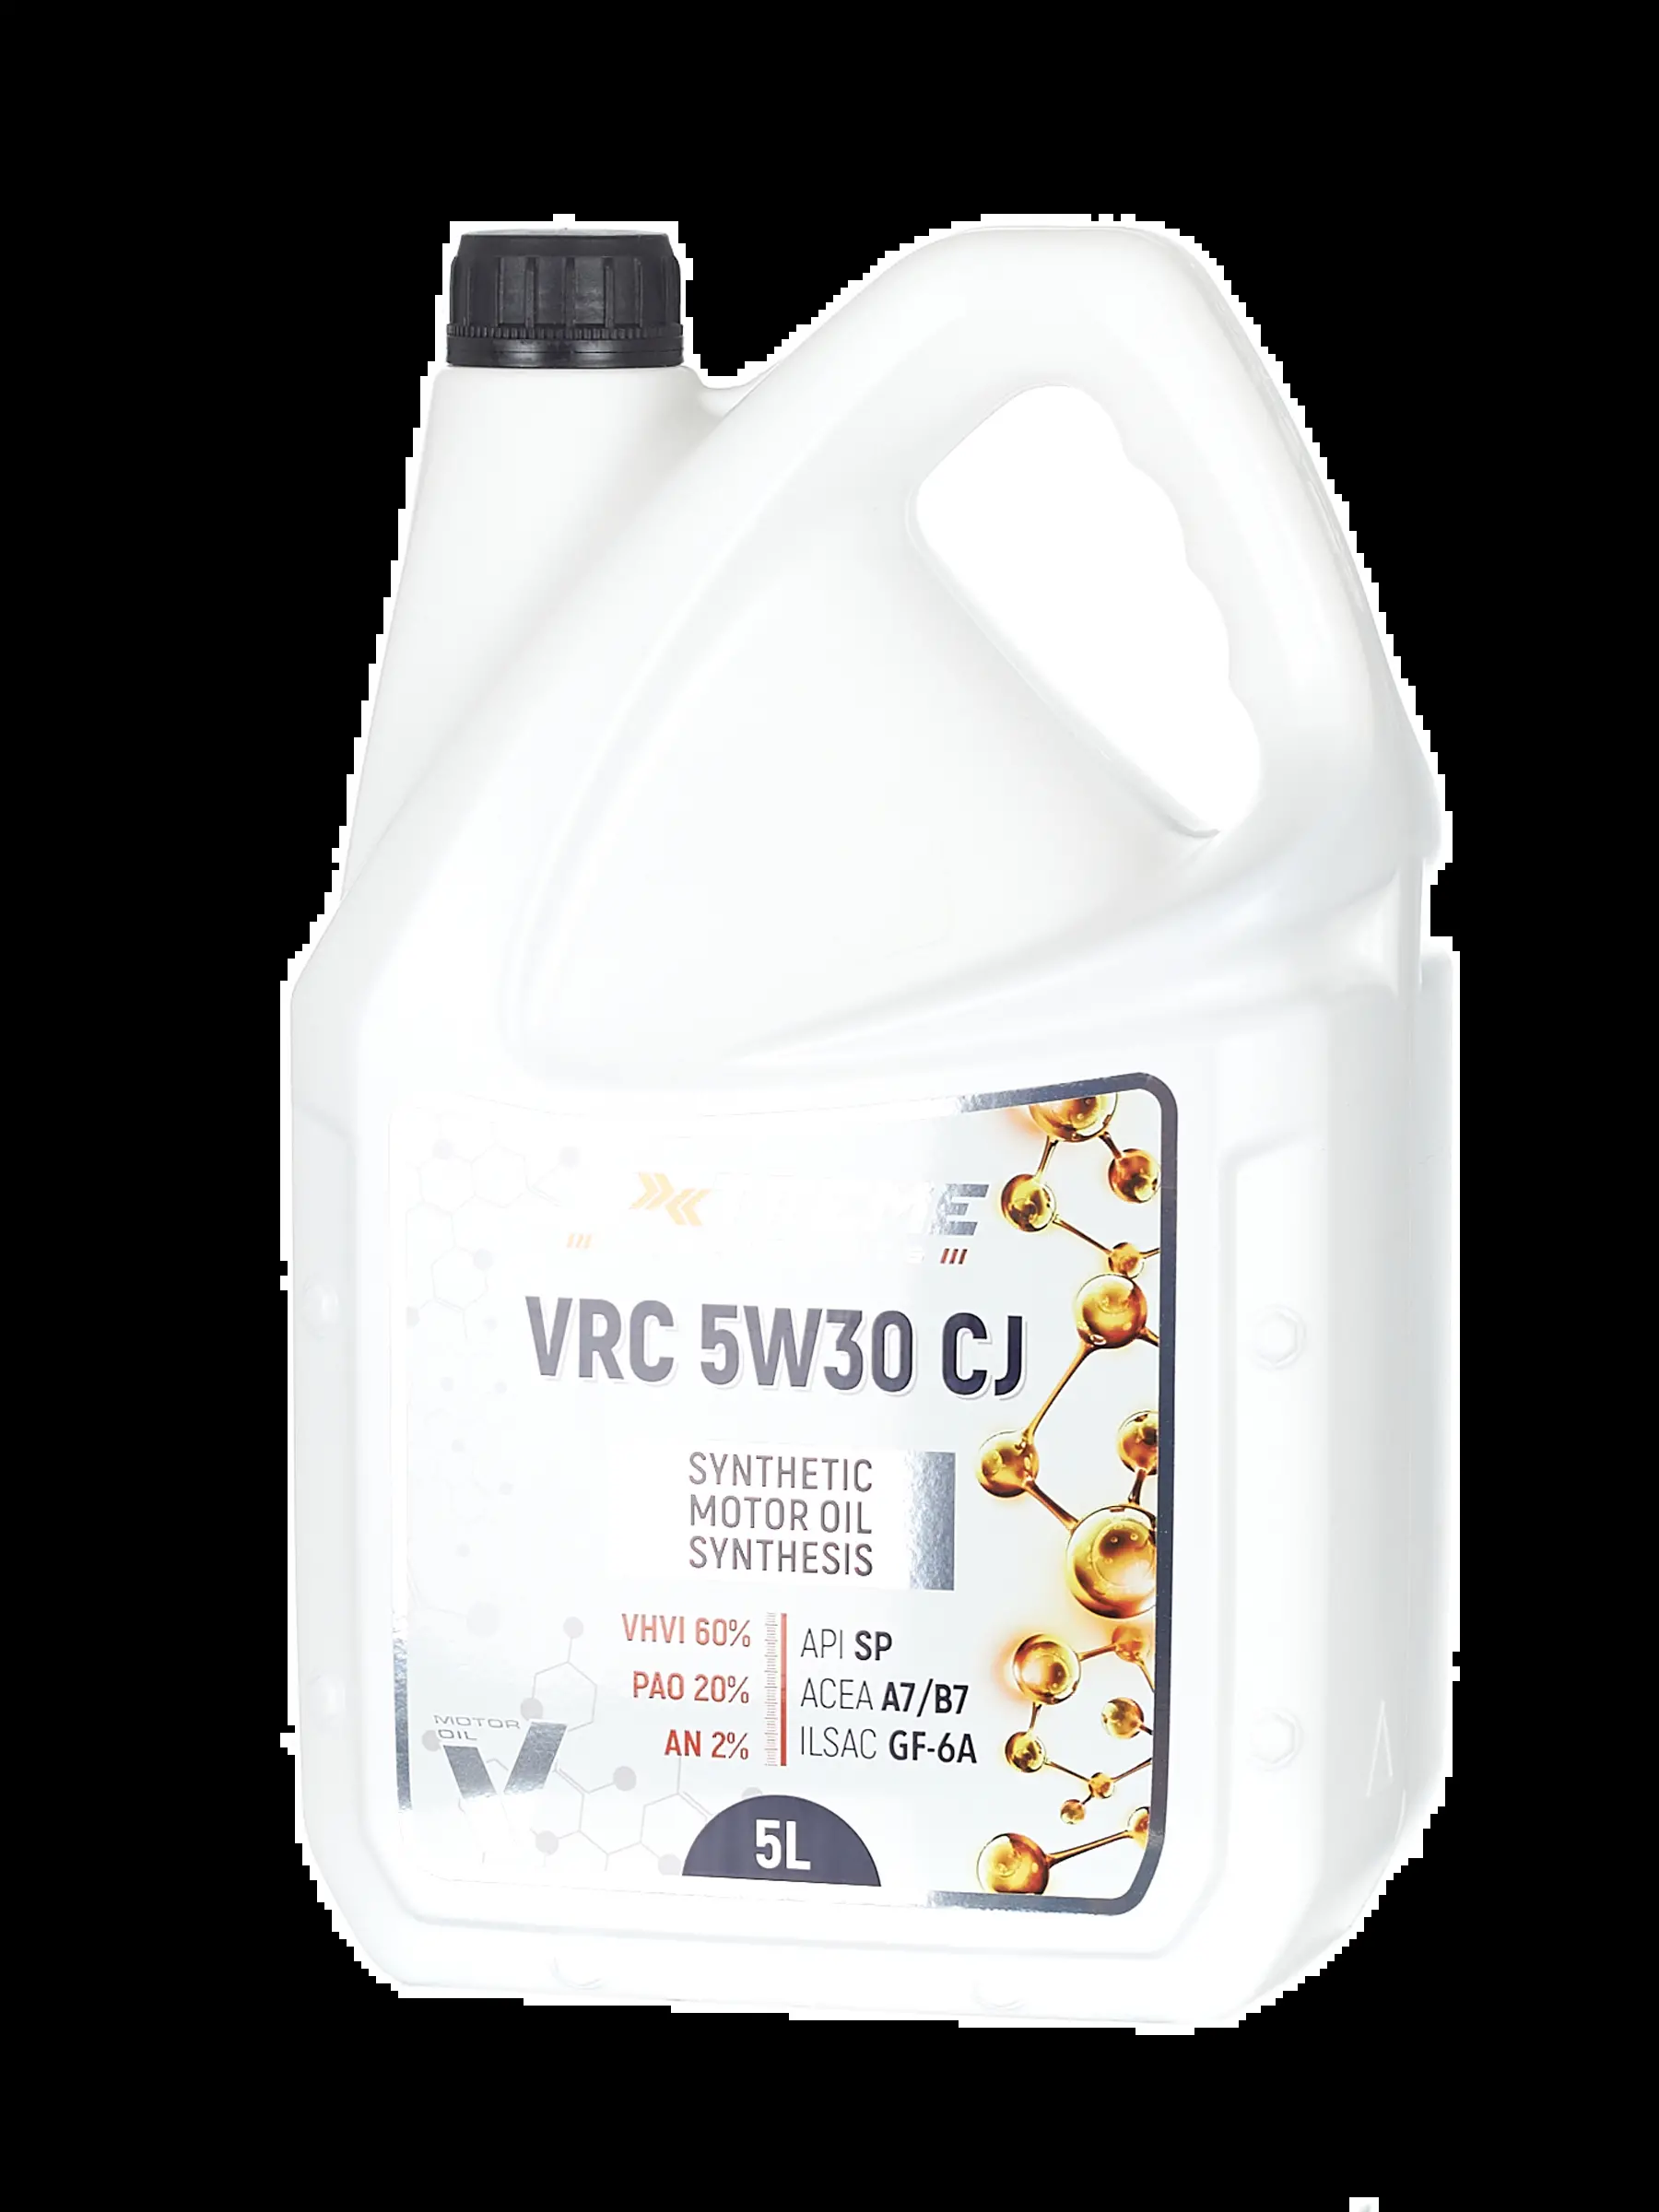 VRC 5W30 CJ
SYNTHETIC
MOTOR OIL
SYNTHESIS
VHVI 60%
PAO 20%
AN 2%
API SP
ACEA A7/B7
ILSAC GF-6A
MOTOR
OIL
V
5L